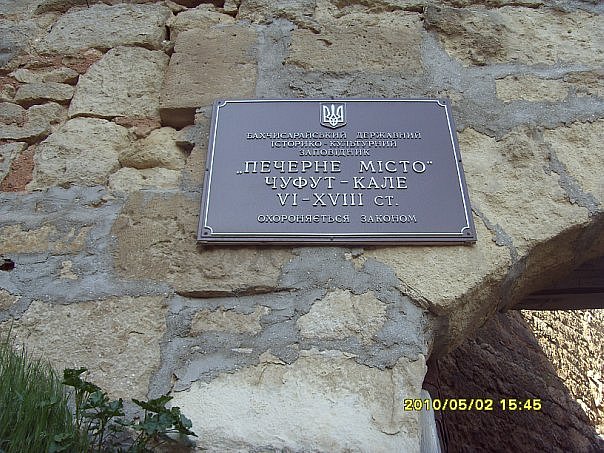 БАХЧИСАРАЙСЬКИЙ ДЕРЖАВНИЙ
ІСТОРИКО-КУЛЬТУРНИЙ
ЗАПОВІДНИК
„ПЕЧЕРНЕ МІСТО"
ЧУФУТ-КАЛЕ
VI-XVIII СТ.
ОХОРОНЯЄТЬСЯ ЗАКОНОМ
2010/05/02 15:45